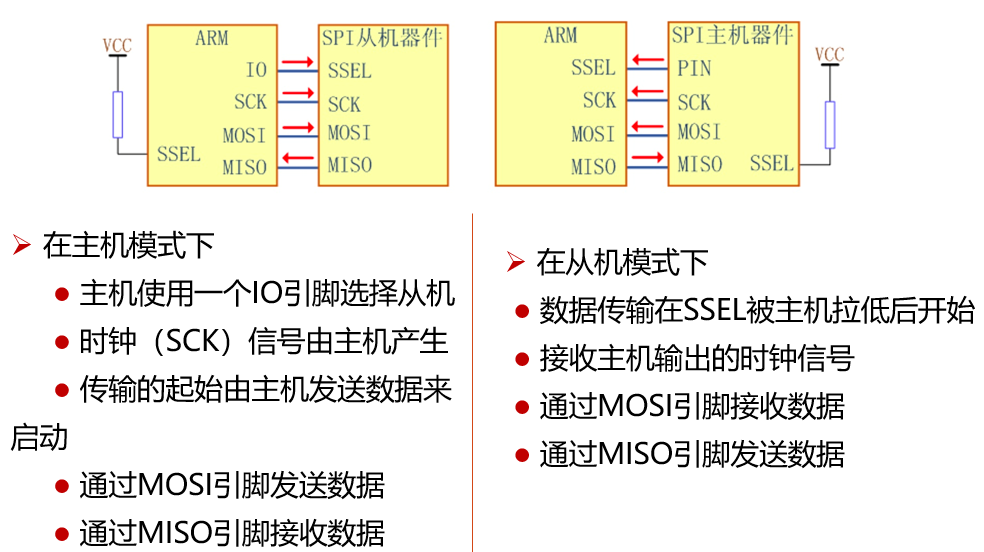 VCC
ARM
IO
SCK
MOSI
MISO
SSEL
SPI从机器件
SSEL
SCK
MOSI
MISO
ARM
SSEL
SCK
MOSI
MISO
SPI主机器件
PIN
SCK
MOSI
MISO
SSEL
VCC
在主机模式下
主机使用一个IO引脚选择从机
时钟（SCK）信号由主机产生
传输的起始由主机发送数据来
启动
通过MOSI引脚发送数据
通过MISO引脚接收数据
在从机模式下
数据传输在SSEL被主机拉低后开始
接收主机输出的时钟信号
通过MOSI引脚接收数据
通过MISO引脚发送数据